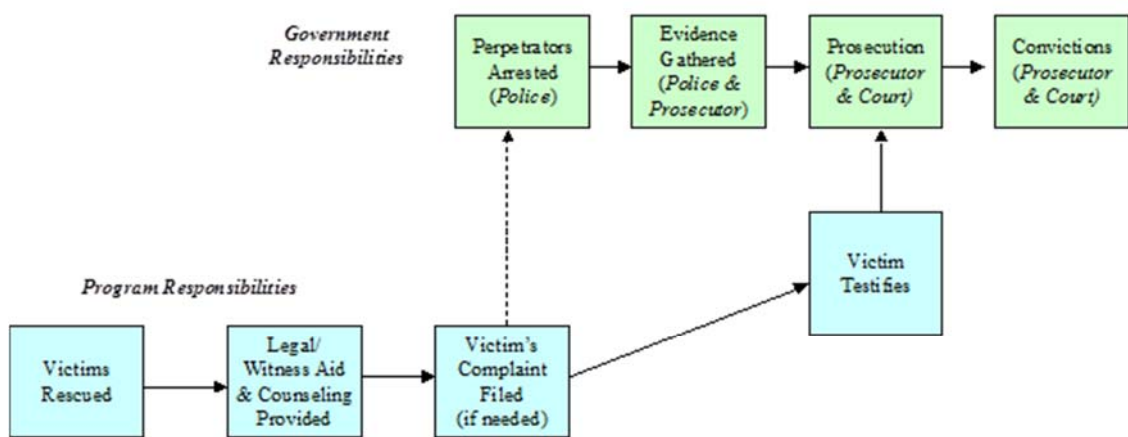 Government
Responsibilities
Perpetrators
Arrested
(Police)
Evidence
Gathered
(Police &
Prosecutor)
Prosecution
(Prosecutor
& Court)
Convictions
(Prosecutor
& Court)
Victim
Testifies
Program Responsibilities
Victims
Rescued
Legal/
Witness Aid
& Counseling
Provided
Victim's
Complaint
Filed
(if needed)